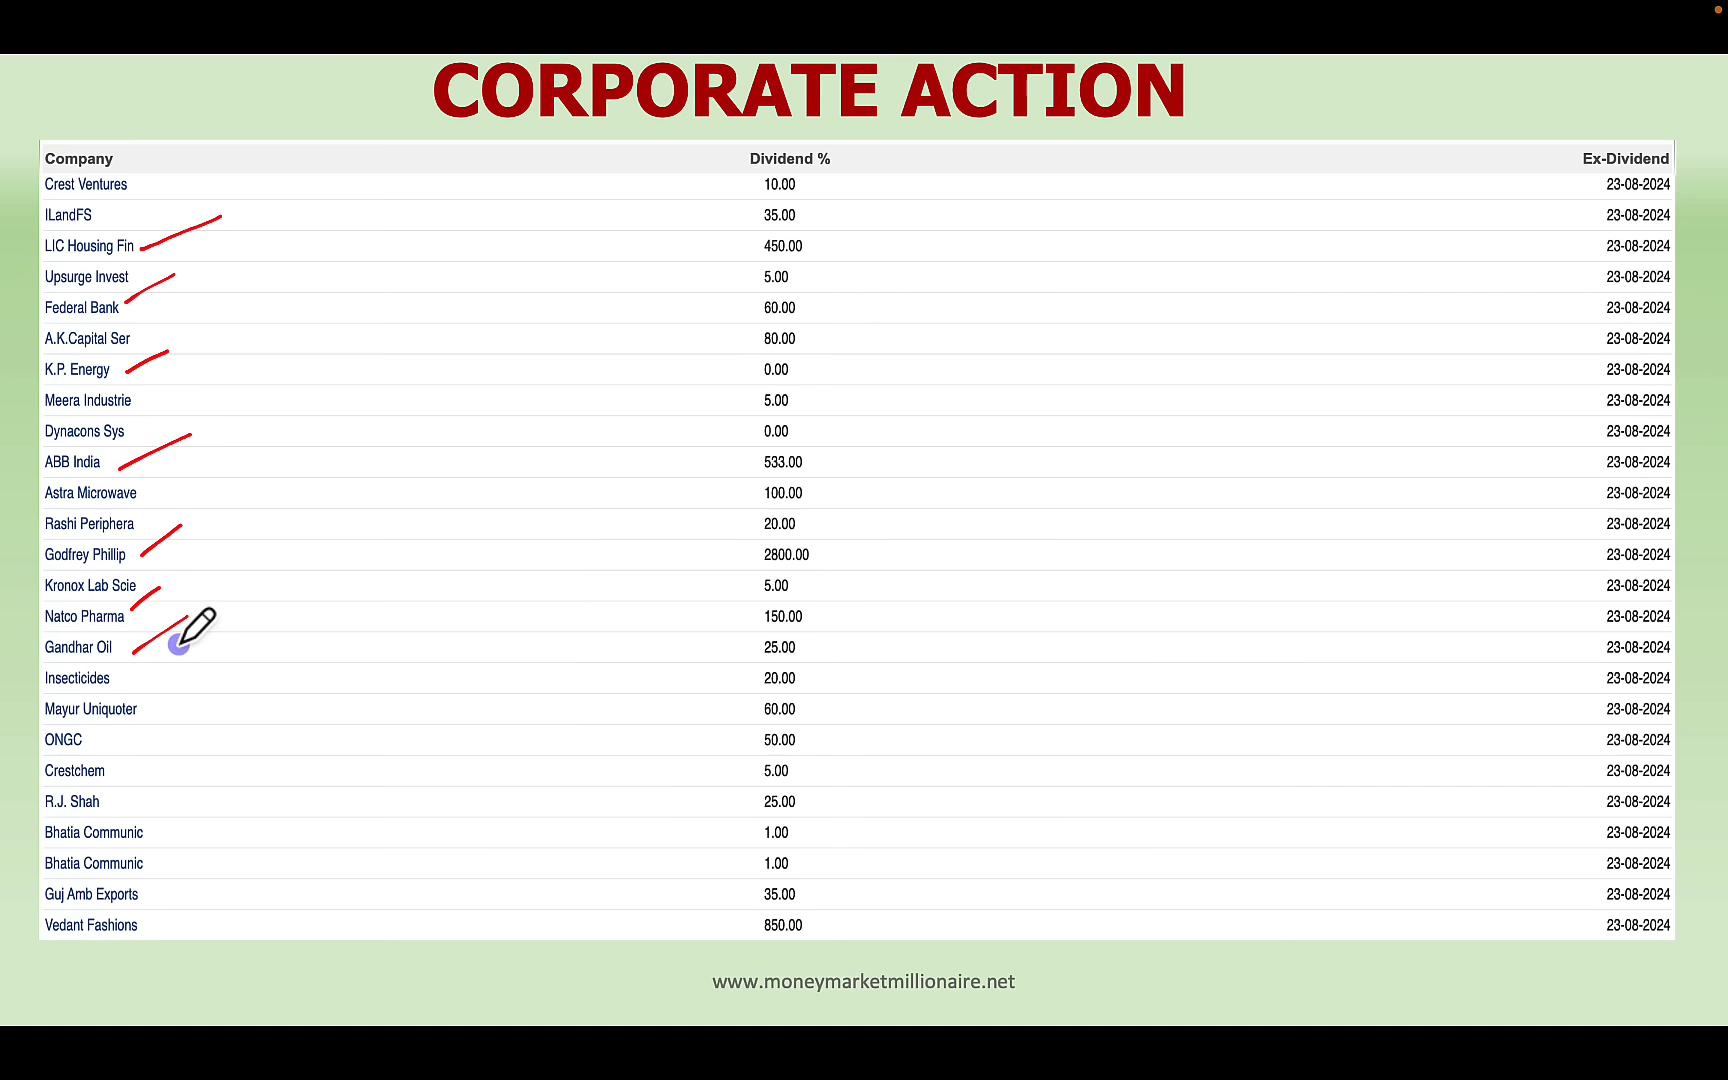 CORPORATE ACTION
Company Dividend % Ex-Dividend
Crest Ventures 10.00 23-08-2024
ILandFS 35.00 23-08-2024
LIC Housing Fin 450.00 23-08-2024
Upsurge Invest 5.00 23-08-2024
Federal Bank 60.00 23-08-2024
A.K.Capital Ser 80.00 23-08-2024
K.P. Energy 0.00 23-08-2024
Meera Industrie 5.00 23-08-2024
Dynacons Sys 0.00 23-08-2024
ABB India 533.00 23-08-2024
Astra Microwave 100.00 23-08-2024
Rashi Periphera 20.00 23-08-2024
Godfrey Phillip 2800.00 23-08-2024
Kronox Lab Scie 5.00 23-08-2024
Natco Pharma 150.00 23-08-2024
Gandhar Oil 25.00 23-08-2024
Insecticides 20.00 23-08-2024
Mayur Uniquoter 60.00 23-08-2024
ONGC 50.00 23-08-2024
Crestchem 5.00 23-08-2024
R.J. Shah 25.00 23-08-2024
Bhatia Communic 1.00 23-08-2024
Bhatia Communic 1.00 23-08-2024
Guj Amb Exports 35.00 23-08-2024
Vedant Fashions 850.00 23-08-2024
www.moneymarketmillionaire.net